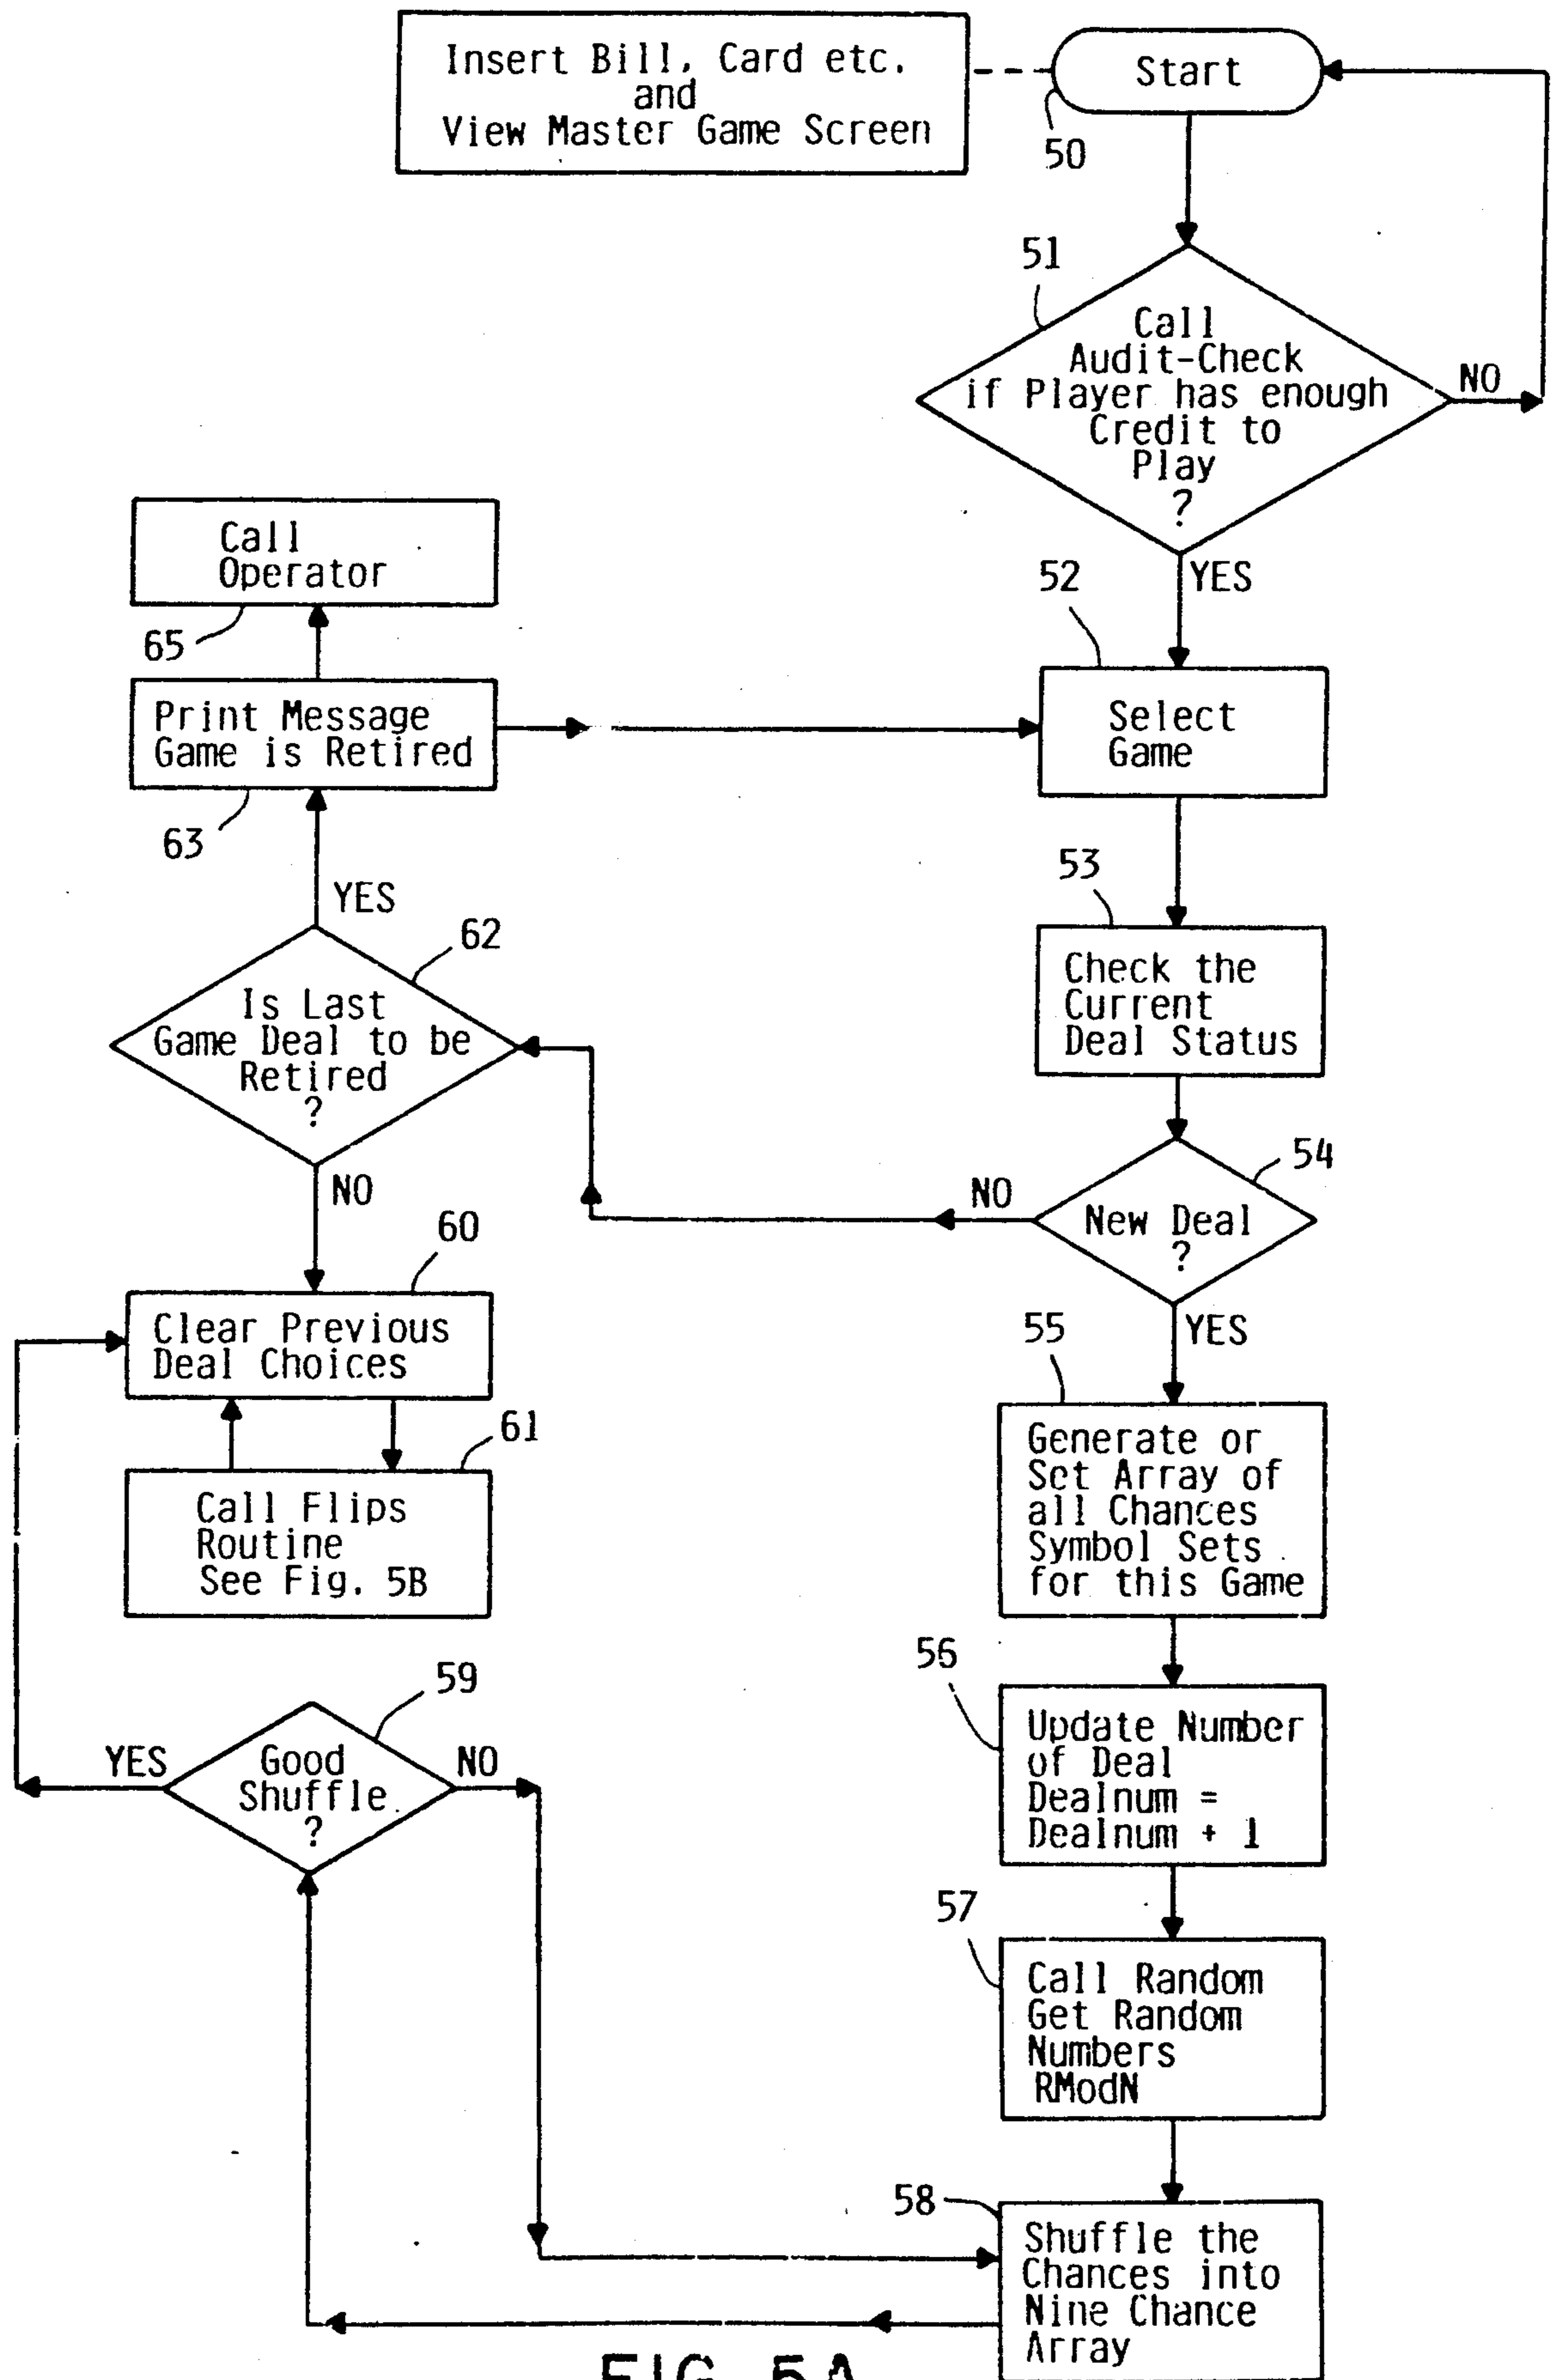 Insert Bill, Card etc.
and
View Master Game Screen
Start
50
51
Call
Audit-Check
if Player has enough
Credit to
Play
?
NO
YES
Call
Operator
65
52
Print Message
Game is Retired
63
Select
Game
YES
62
53
Is Last
Game Deal to be
Retired
?
Check the
Current
Deal Status
NO
54
NO
New Deal
?
60
YES
Clear Previous
Deal Choices
55
61
Call Flips
Routine
See Fig. 5B
Generate or
Set Array of
all Chances
Symbol Sets
for this Game
59
56
YES
Good
Shuffle
?
NO
Update Number
of Deal
Dealnum =
Dealnum + 1
57
Call Random
Get Random
Numbers
RModN
58
Shuffle the
Chances into
Nine Chance
Array
FIG. 5A